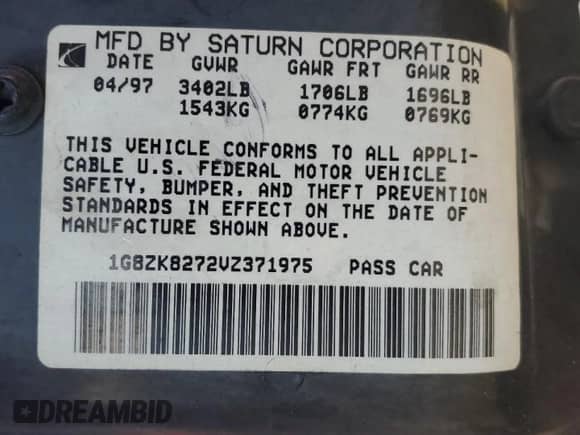 MFD BY SATURN CORPORATION
DATE GVWR GAWR FRT GAWR RR
04/97 3402LB 1706LB 1696LB
1543KG 0774KG 0769KG
THIS VEHICLE CONFORMS TO ALL APPLI-
CABLE U.S. FEDERAL MOTOR VEHICLE
SAFETY, BUMPER, AND THEFT PREVENTION
STANDARDS IN EFFECT ON THE DATE OF
MANUFACTURE SHOWN ABOVE.
1G8ZK8272VZ371975 PASS CAR
DREAMBID